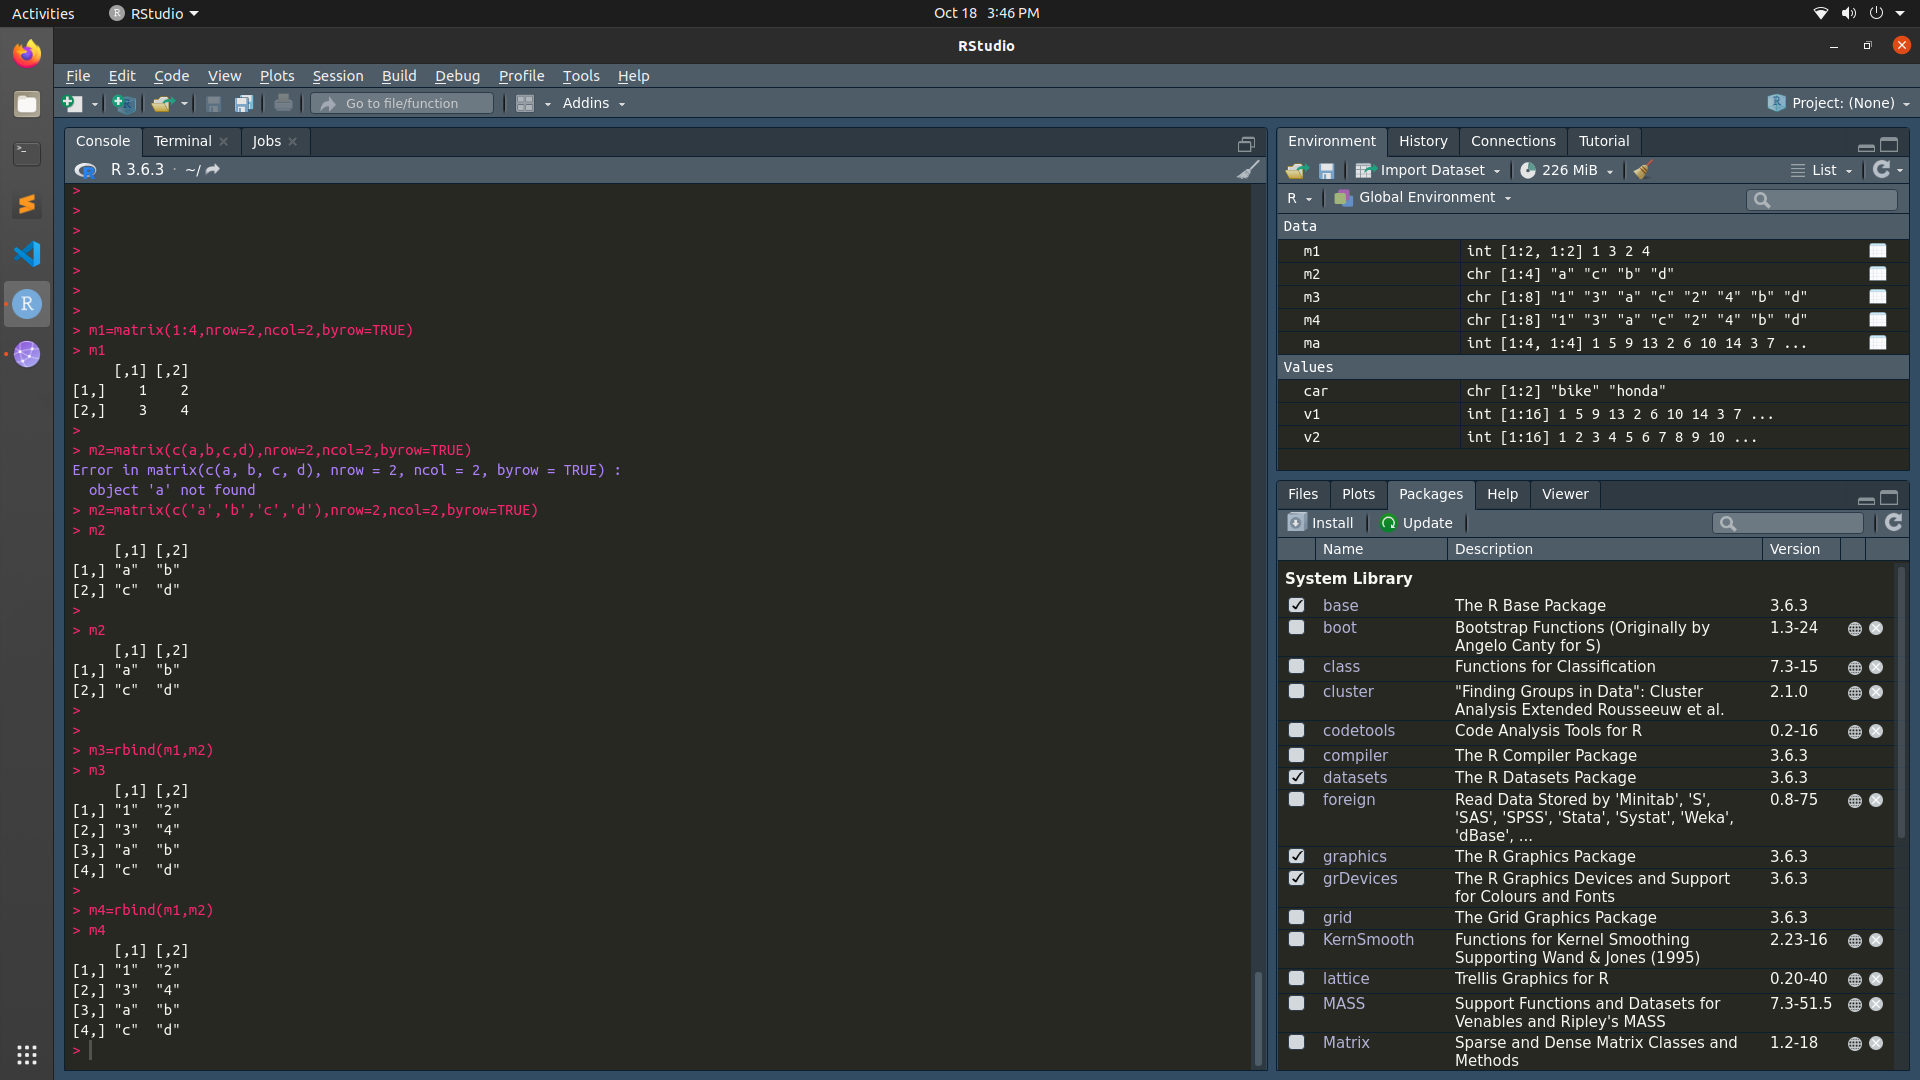 Activities RStudio Oct 18 3:46 PM
RStudio
File Edit Code View Plots Session Build Debug Profile Tools Help
Go to file/function Addins Project: (None)
Console Terminal Jobs
R 3.6.3 · ~/
>
>
>
>
>
>
>
> m1=matrix(1:4,nrow=2,ncol=2,byrow=TRUE)
> m1
     [,1] [,2]
[1,]    1    2
[2,]    3    4
>
> m2=matrix(c(a,b,c,d),nrow=2,ncol=2,byrow=TRUE)
Error in matrix(c(a, b, c, d), nrow = 2, ncol = 2, byrow = TRUE) :
  object 'a' not found
> m2=matrix(c('a','b','c','d'),nrow=2,ncol=2,byrow=TRUE)
> m2
     [,1] [,2]
[1,] "a"  "b"
[2,] "c"  "d"
>
> m2
     [,1] [,2]
[1,] "a"  "b"
[2,] "c"  "d"
>
>
> m3=rbind(m1,m2)
> m3
     [,1] [,2]
[1,] "1"  "2"
[2,] "3"  "4"
[3,] "a"  "b"
[4,] "c"  "d"
>
> m4=rbind(m1,m2)
> m4
     [,1] [,2]
[1,] "1"  "2"
[2,] "3"  "4"
[3,] "a"  "b"
[4,] "c"  "d"
>
Environment History Connections Tutorial
Import Dataset 226 MiB List
R Global Environment
Data
m1 int [1:2, 1:2] 1 3 2 4
m2 chr [1:4] "a" "c" "b" "d"
m3 chr [1:8] "1" "3" "a" "c" "2" "4" "b" "d"
m4 chr [1:8] "1" "3" "a" "c" "2" "4" "b" "d"
ma int [1:4, 1:4] 1 5 9 13 2 6 10 14 3 7 ...
Values
car chr [1:2] "bike" "honda"
v1 int [1:16] 1 5 9 13 2 6 10 14 3 7 ...
v2 int [1:16] 1 2 3 4 5 6 7 8 9 10 ...
Files Plots Packages Help Viewer
Install Update
Name Description Version
System Library
base The R Base Package 3.6.3
boot Bootstrap Functions (Originally by 1.3-24
Angelo Canty for S)
class Functions for Classification 7.3-15
cluster "Finding Groups in Data": Cluster 2.1.0
Analysis Extended Rousseeuw et al.
codetools Code Analysis Tools for R 0.2-16
compiler The R Compiler Package 3.6.3
datasets The R Datasets Package 3.6.3
foreign Read Data Stored by 'Minitab', 'S', 0.8-75
'SAS', 'SPSS', 'Stata', 'Systat', 'Weka',
'dBase', ...
graphics The R Graphics Package 3.6.3
grDevices The R Graphics Devices and Support 3.6.3
for Colours and Fonts
grid The Grid Graphics Package 3.6.3
KernSmooth Functions for Kernel Smoothing 2.23-16
Supporting Wand & Jones (1995)
lattice Trellis Graphics for R 0.20-40
MASS Support Functions and Datasets for 7.3-51.5
Venables and Ripley's MASS
Matrix Sparse and Dense Matrix Classes and 1.2-18
Methods